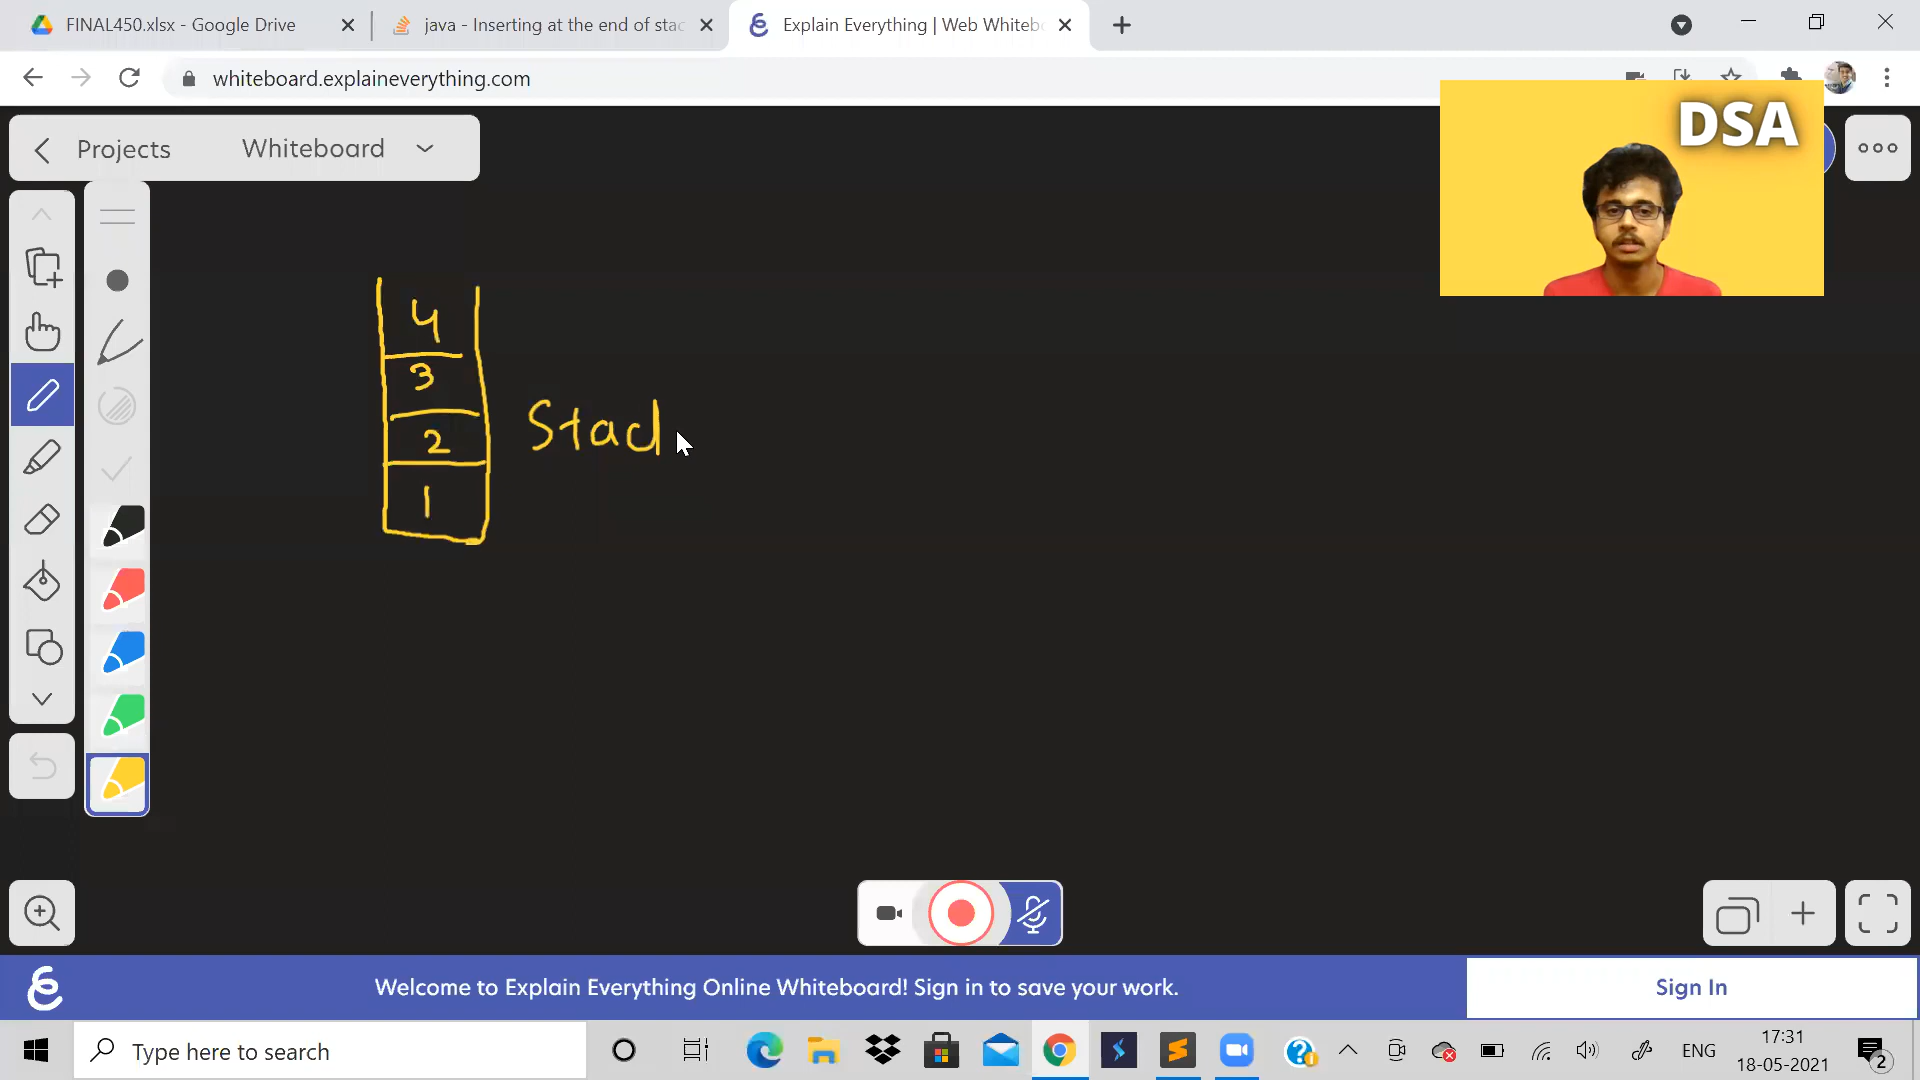 FINAL450.xlsx - Google Drive
java - Inserting at the end of stac
Explain Everything | Web Whitebo
whiteboard.explaineverything.com
DSA
Projects
Whiteboard
4
3
2
1
Stac
Welcome to Explain Everything Online Whiteboard! Sign in to save your work.
Sign In
Type here to search
ENG
17:31
18-05-2021
2